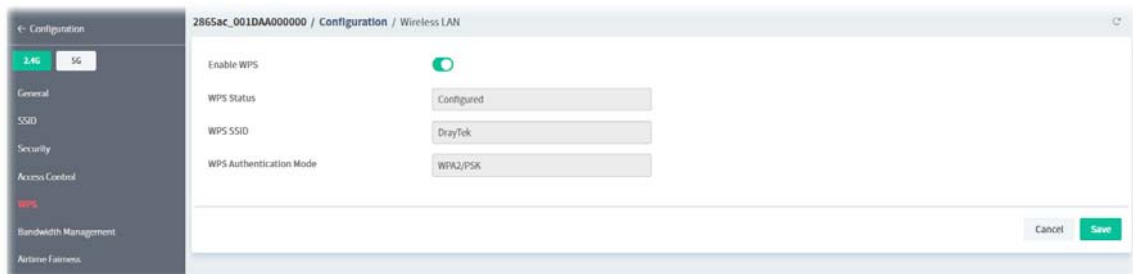 ← Configuration
2865ac_001DAA000000 / Configuration / Wireless LAN
2.4G 5G
General
SSID
Security
Access Control
WPS
Bandwidth Management
Airtime Fairness
Enable WPS
WPS Status Configured
WPS SSID DrayTek
WPS Authentication Mode WPA2/PSK
Cancel Save